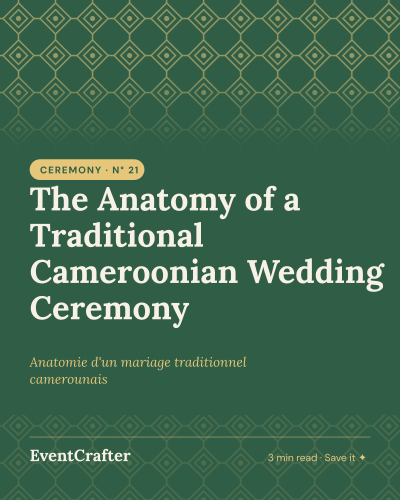 CEREMONY · N° 21
The Anatomy of a
Traditional
Cameroonian Wedding
Ceremony
Anatomie d'un mariage traditionnel
camerounais
EventCrafter
3 min read · Save it ✦